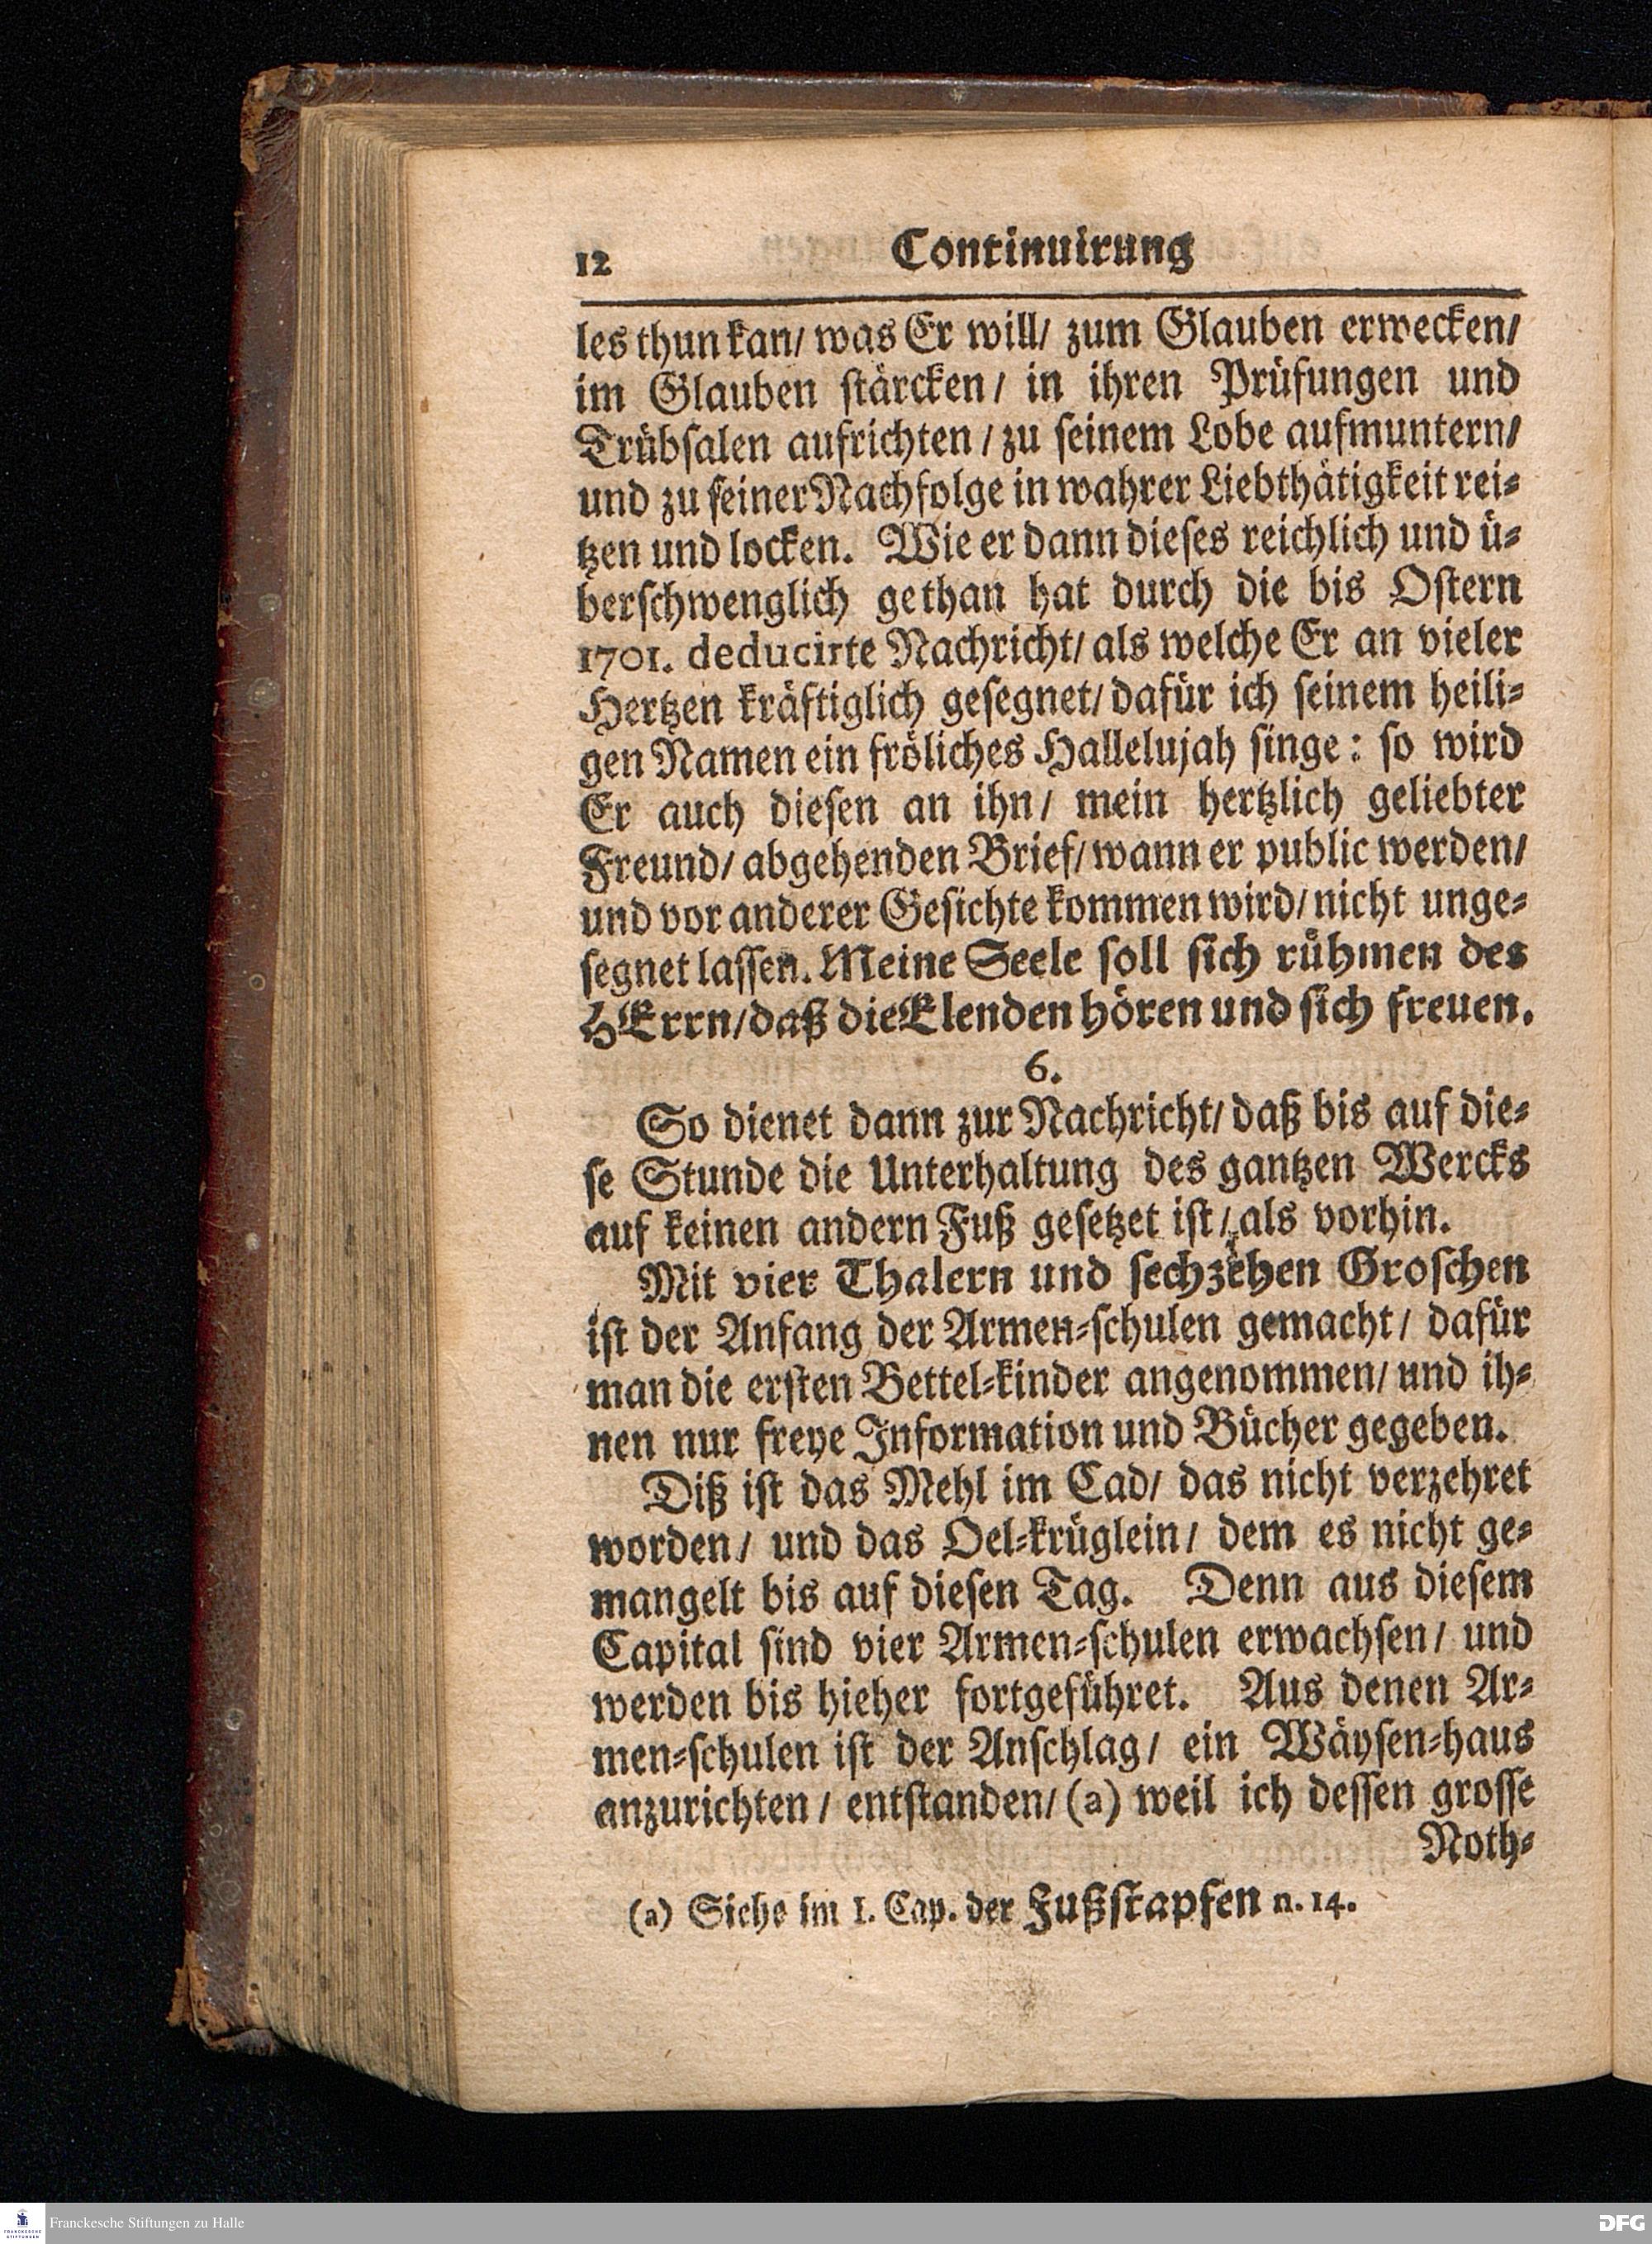 12 Continuirung
les thun kan/ was Er will/ zum Glauben erwecken/
im Glauben stärcken/ in ihren Prüfungen und
Trübsalen aufrichten/ zu seinem Lobe aufmuntern/
und zu seiner Nachfolge in wahrer Liebthätigkeit rei-
tzen und locken. Wie er dann dieses reichlich und ü-
berschwenglich gethan hat durch die bis Ostern
1701. deducirte Nachricht/ als welche Er an vieler
Hertzen kräftiglich gesegnet/ dafür ich seinem heili-
gen Namen ein fröliches Hallelujah singe: so wird
Er auch diesen an ihn/ mein hertzlich geliebter
Freund/ abgehenden Brief/ wann er public werden/
und vor anderer Gesichte kommen wird/ nicht unge-
segnet lassen. Meine Seele soll sich rühmen des
HErrn/ daß die Elenden hören und sich freuen.
6.
So dienet dann zur Nachricht/ daß bis auf die-
se Stunde die Unterhaltung des gantzen Wercks
auf keinen andern Fuß gesetzet ist/ als vorhin.
Mit vier Thalern und sechzehen Groschen
ist der Anfang der Armen-schulen gemacht/ dafür
man die ersten Bettel-kinder angenommen/ und ih-
nen nur freye Information und Bücher gegeben.
Diß ist das Mehl im Cad/ das nicht verzehret
worden/ und das Oel-krüglein/ dem es nicht ge-
mangelt bis auf diesen Tag. Denn aus diesem
Capital sind vier Armen-schulen erwachsen/ und
werden bis hieher fortgeführet. Aus denen Ar-
men-schulen ist der Anschlag/ ein Wäysen-haus
anzurichten/ entstanden/ (a) weil ich dessen grosse
Noth-
(a) Siehe im 1. Cap. der Fußstapfen n. 14.
FRANCKESCHE STIFTUNGEN
Franckesche Stiftungen zu Halle
DFG